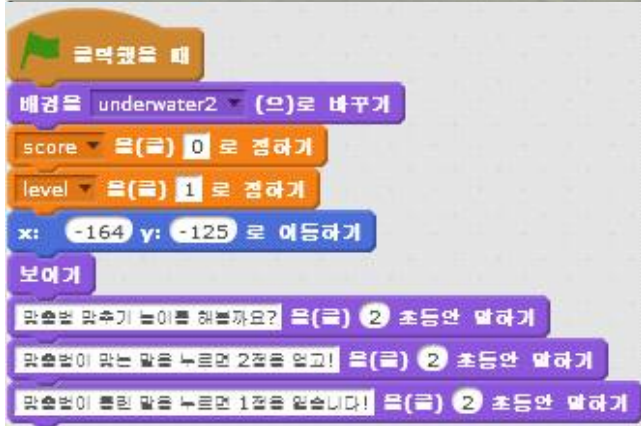 클릭했을 때
배경을 underwater2 (으)로 바꾸기
score 을(를) 0 로 정하기
level 을(를) 1 로 정하기
x: -164 y: -125 로 이동하기
보이기
맞춤법 맞추기 놀이를 해볼까요? 을(를) 2 초동안 말하기
맞춤법이 맞는 말을 누르면 2점을 얻고! 을(를) 2 초동안 말하기
맞춤법이 틀린 말을 누르면 1점을 잃습니다! 을(를) 2 초동안 말하기